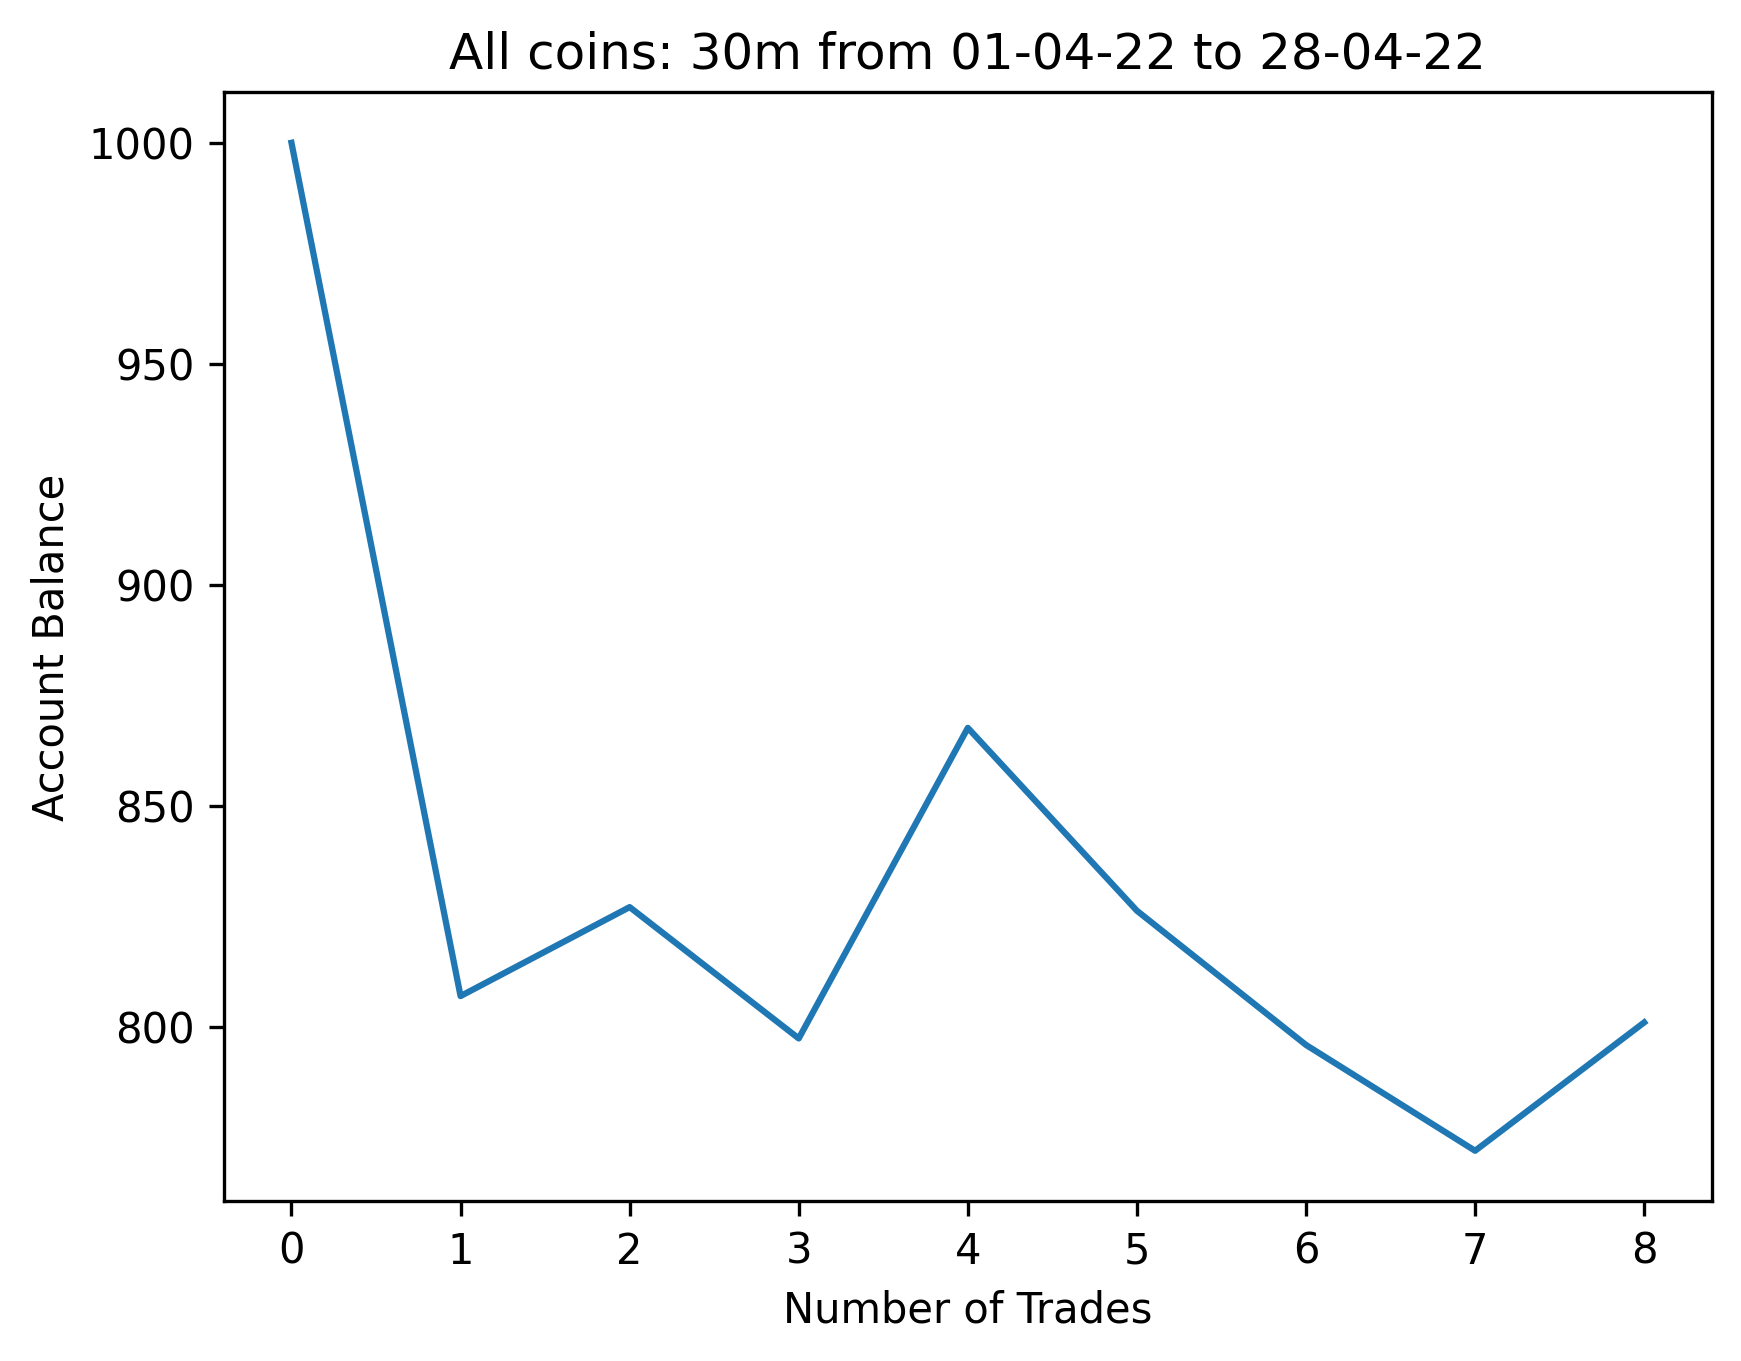 All coins: 30m from 01-04-22 to 28-04-22
Account Balance
1000
950
900
850
800
0 1 2 3 4 5 6 7 8
Number of Trades